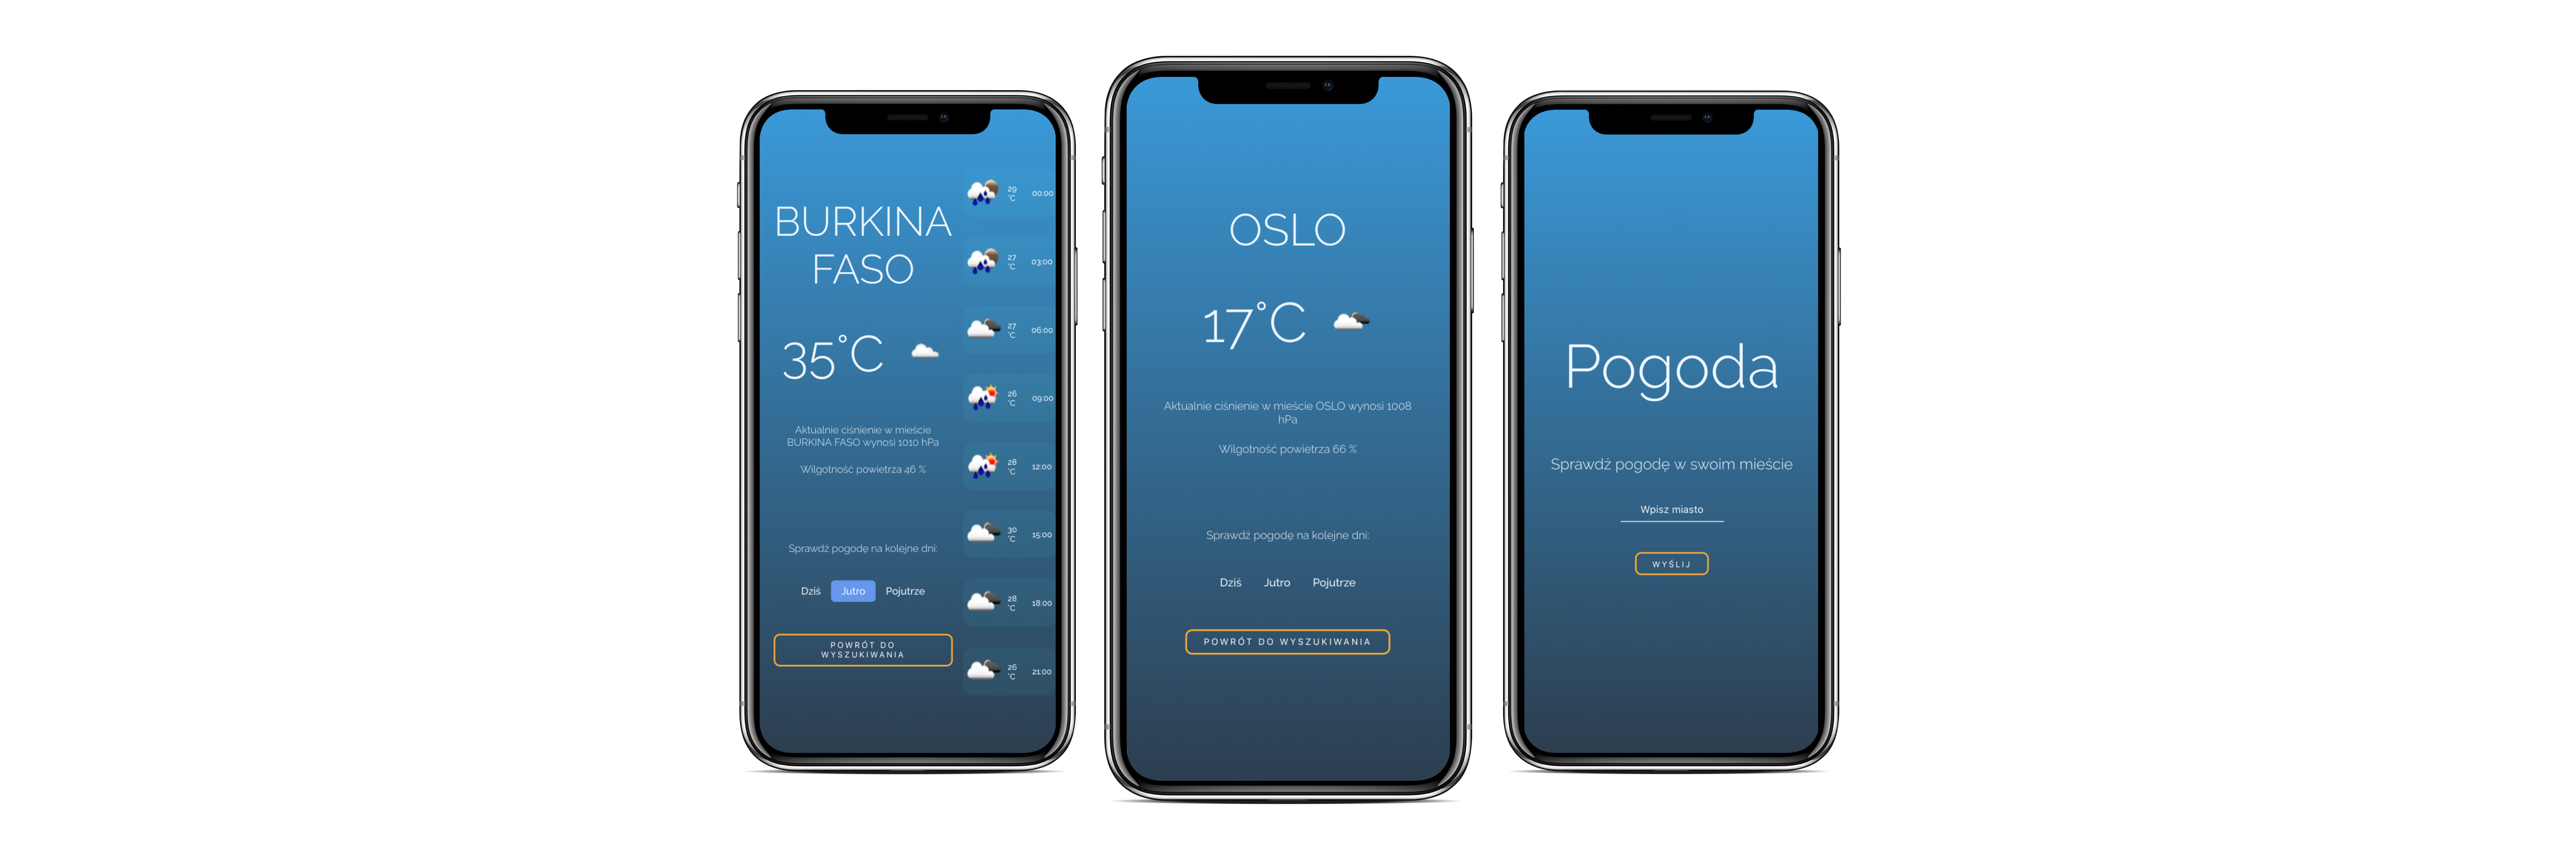 BURKINA
FASO
35°C
Aktualnie ciśnienie w mieście
BURKINA FASO wynosi 1010 hPa
Wilgotność powietrza 46 %
Sprawdź pogodę na kolejne dni:
Dziś Jutro Pojutrze
POWRÓT DO
WYSZUKIWANIA
29
°C 00:00
27
°C 03:00
27
°C 06:00
26
°C 09:00
28
°C 12:00
30
°C 15:00
28
°C 18:00
26
°C 21:00
OSLO
17°C
Aktualnie ciśnienie w mieście OSLO wynosi 1008
hPa
Wilgotność powietrza 66 %
Sprawdź pogodę na kolejne dni:
Dziś Jutro Pojutrze
POWRÓT DO WYSZUKIWANIA
Pogoda
Sprawdź pogodę w swoim mieście
Wpisz miasto
WYŚLIJ